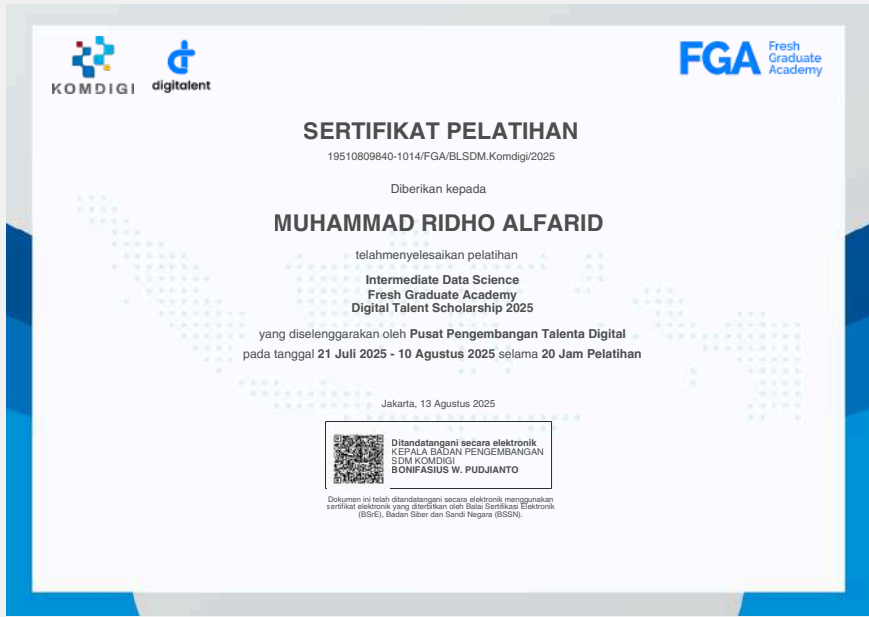 KOMDIGI
digitalent
FGA Fresh
Graduate
Academy
SERTIFIKAT PELATIHAN
19510809840-1014/FGA/BLSDM.Komdigi/2025
Diberikan kepada
MUHAMMAD RIDHO ALFARID
telahmenyelesaikan pelatihan
Intermediate Data Science
Fresh Graduate Academy
Digital Talent Scholarship 2025
yang diselenggarakan oleh Pusat Pengembangan Talenta Digital
pada tanggal 21 Juli 2025 - 10 Agustus 2025 selama 20 Jam Pelatihan
Jakarta, 13 Agustus 2025
Ditandatangani secara elektronik
KEPALA BADAN PENGEMBANGAN
SDM KOMDIGI
BONIFASIUS W. PUDJIANTO
Dokumen ini telah ditandatangani secara elektronik menggunakan
sertifikat elektronik yang diterbitkan oleh Balai Sertifikasi Elektronik
(BSrE), Badan Siber dan Sandi Negara (BSSN).